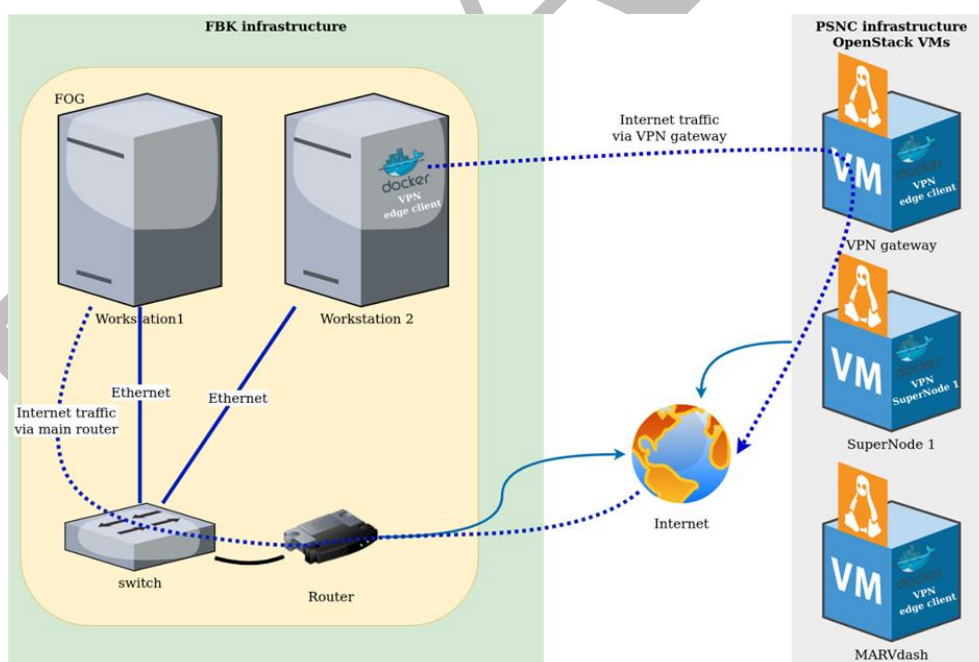 FBK infrastructure
PSNC infrastructure
OpenStack VMs
FOG
docker
VPN
edge client
Workstation1
Workstation 2
Internet traffic
via VPN gateway
VM
docker
VPN
edge client
VPN gateway
Ethernet
Ethernet
Internet traffic
via main router
VM
docker
VPN
SuperNode 1
SuperNode 1
Internet
switch
Router
VM
docker
VPN
edge client
MARVdash